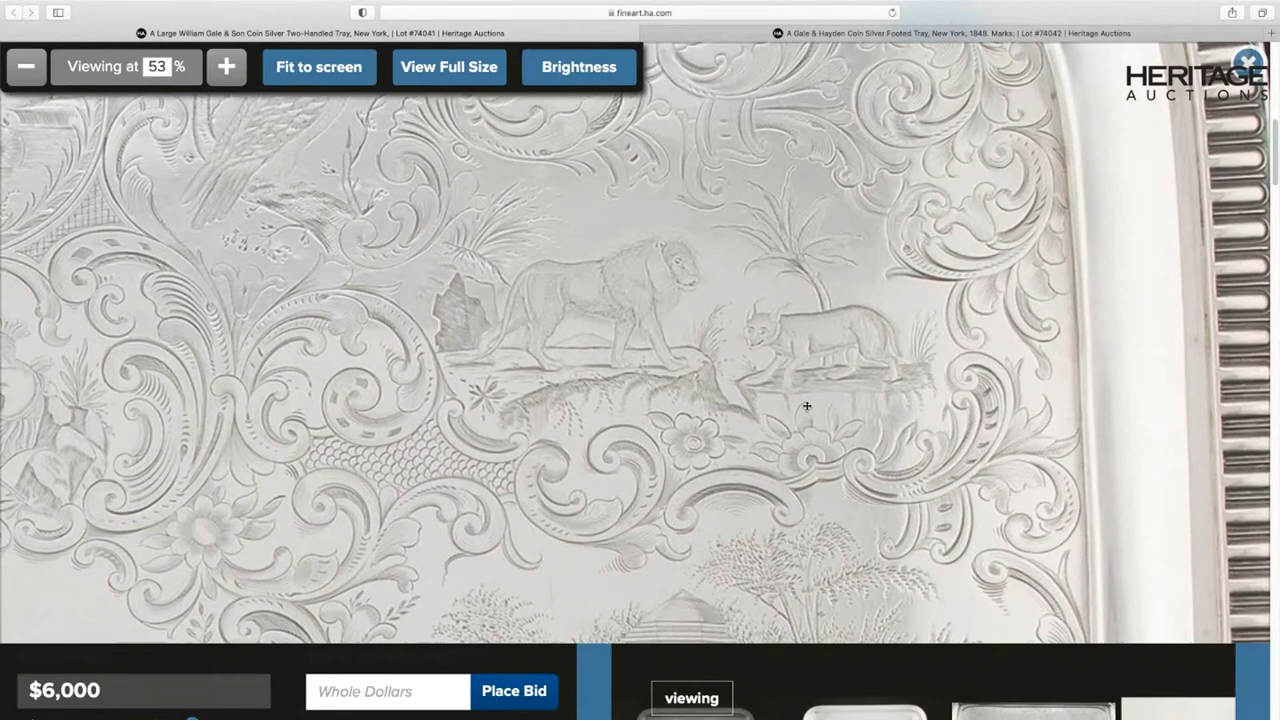 fineart.ha.com
HA A Large William Gale & Son Coin Silver Two-Handled Tray, New York, | Lot #74041 | Heritage Auctions
HA A Gale & Hayden Coin Silver Footed Tray, New York, 1848. Marks: | Lot #74042 | Heritage Auctions
Viewing at 53 %
Fit to screen
View Full Size
Brightness
HERITAGE
AUCTIONS
$6,000
Whole Dollars
Place Bid
viewing